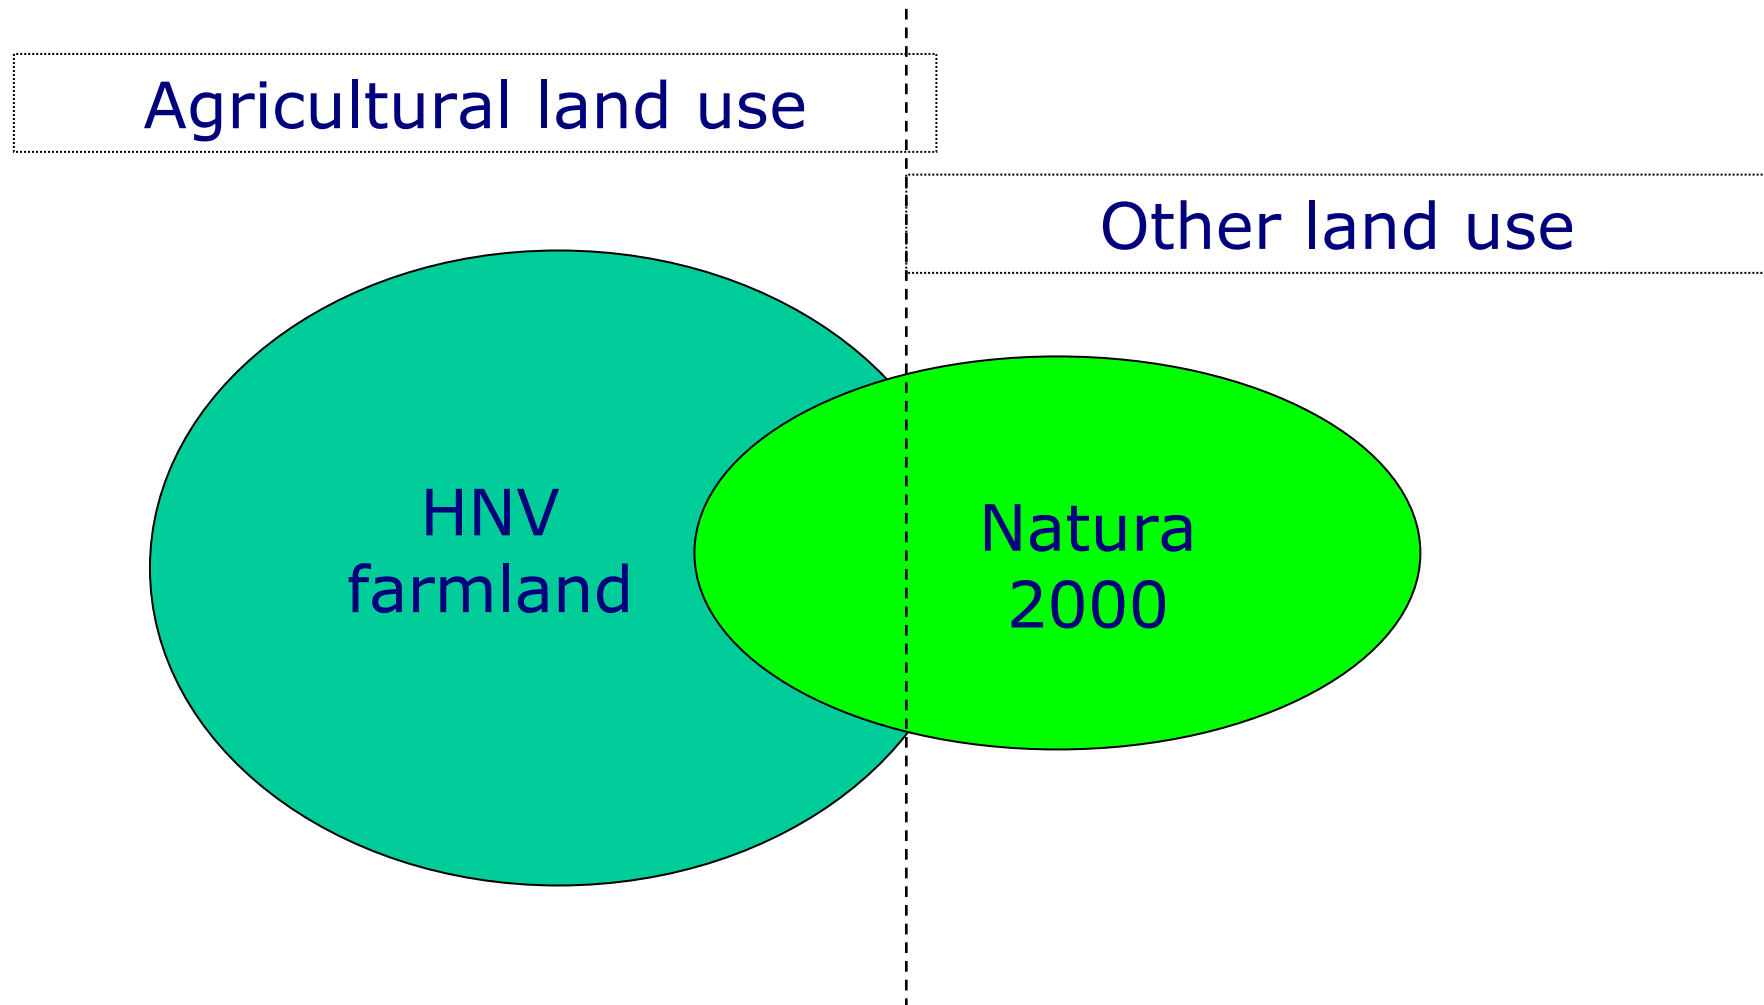 Agricultural land use
Other land use
HNV
farmland
Natura
2000